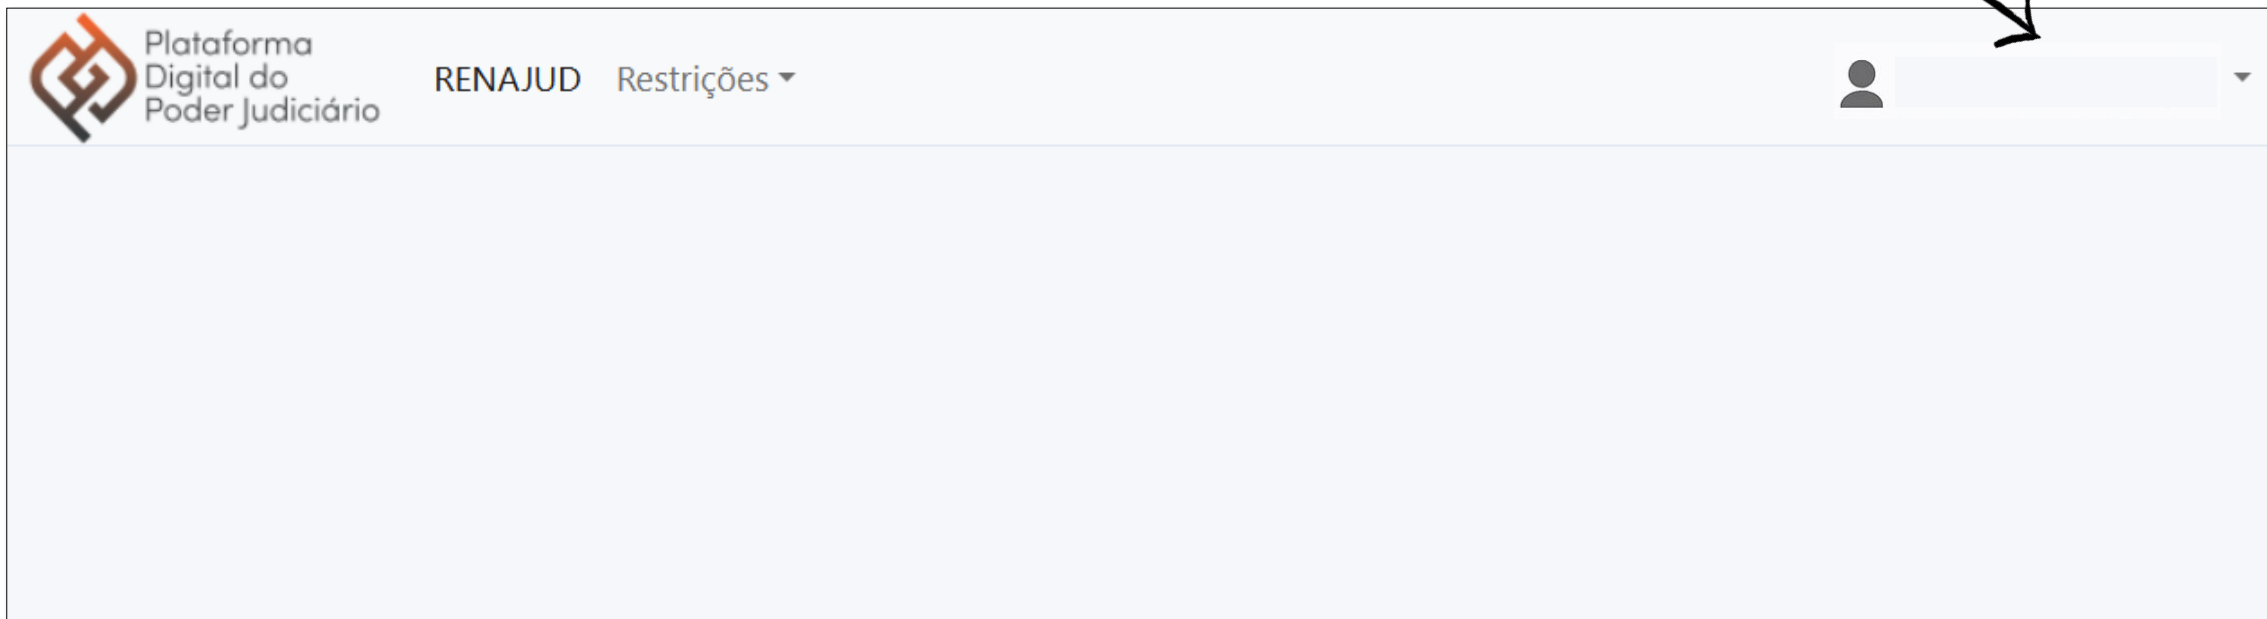 Plataforma
Digital do
Poder Judiciário
RENAJUD Restrições